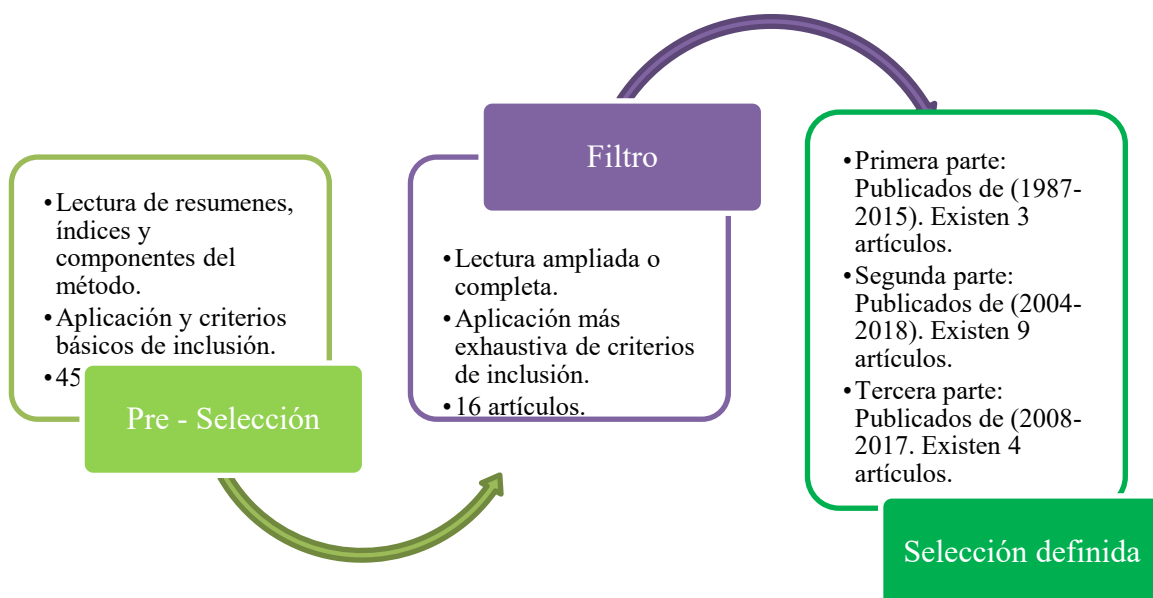 •Lectura de resumenes,
índices y
componentes del
método.
•Aplicación y criterios
básicos de inclusión.
•45
Pre - Selección
Filtro
•Lectura ampliada o
completa.
•Aplicación más
exhaustiva de criterios
de inclusión.
•16 artículos.
•Primera parte:
Publicados de (1987-
2015). Existen 3
artículos.
•Segunda parte:
Publicados de (2004-
2018). Existen 9
artículos.
•Tercera parte:
Publicados de (2008-
2017. Existen 4
artículos.
Selección definida